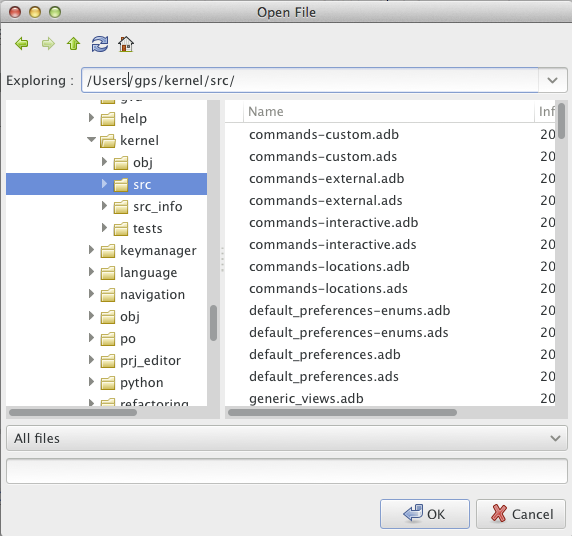 Open File
Exploring : /Users/gps/kernel/src/
help
kernel
obj
src
src_info
tests
keymanager
language
navigation
obj
po
prj_editor
python
refactoring
Name Inf
commands-custom.adb 20
commands-custom.ads 20
commands-external.adb 20
commands-external.ads 20
commands-interactive.adb 20
commands-interactive.ads 20
commands-locations.adb 20
commands-locations.ads 20
default_preferences-enums.adb 20
default_preferences-enums.ads 20
default_preferences.adb 20
default_preferences.ads 20
generic_views.adb 20
All files
OK Cancel